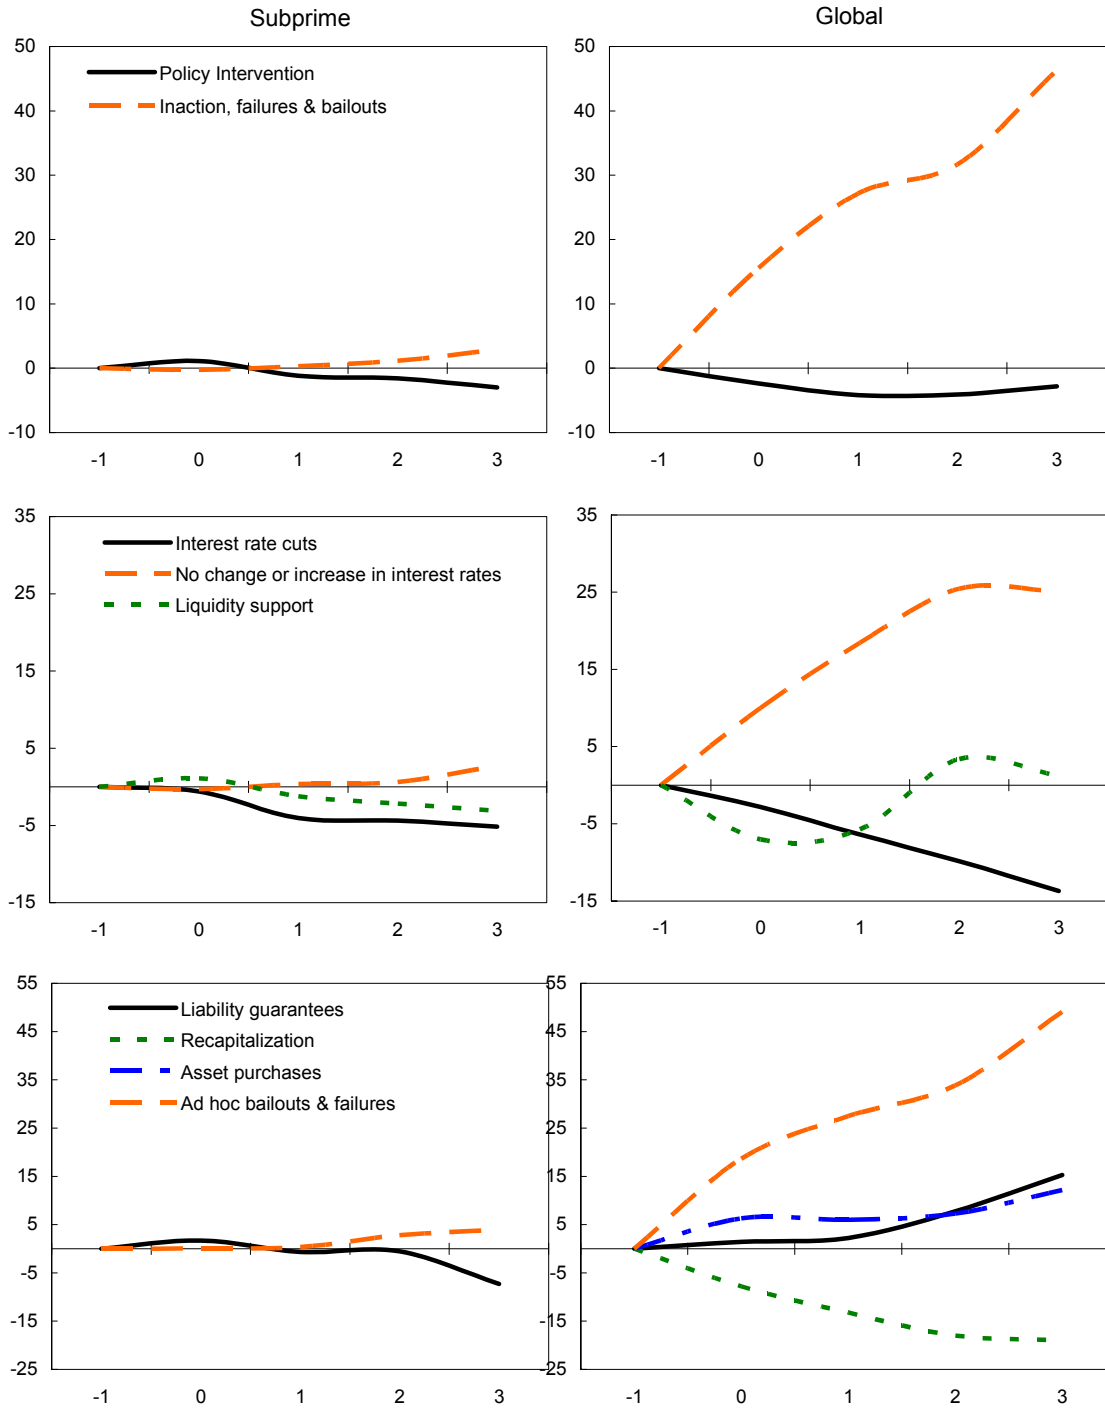 Subprime
Global
50
40
30
20
10
0
-10
Policy Intervention
Inaction, failures & bailouts
-1 0 1 2 3
50
40
30
20
10
0
-10
-1 0 1 2 3
35
25
15
5
-5
-15
Interest rate cuts
No change or increase in interest rates
Liquidity support
-1 0 1 2 3
35
25
15
5
-5
-15
-1 0 1 2 3
55
45
35
25
15
5
-5
-15
-25
Liability guarantees
Recapitalization
Asset purchases
Ad hoc bailouts & failures
-1 0 1 2 3
55
45
35
25
15
5
-5
-15
-25
-1 0 1 2 3